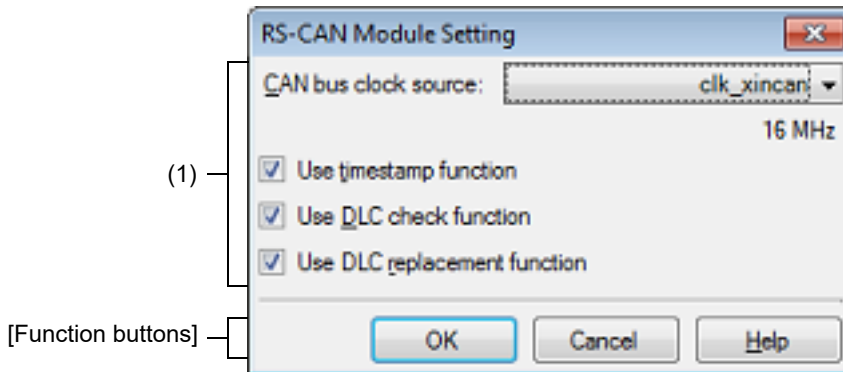 RS-CAN Module Setting
CAN bus clock source: clk_xincan
16 MHz
(1)
Use timestamp function
Use DLC check function
Use DLC replacement function
[Function buttons]
OK Cancel Help